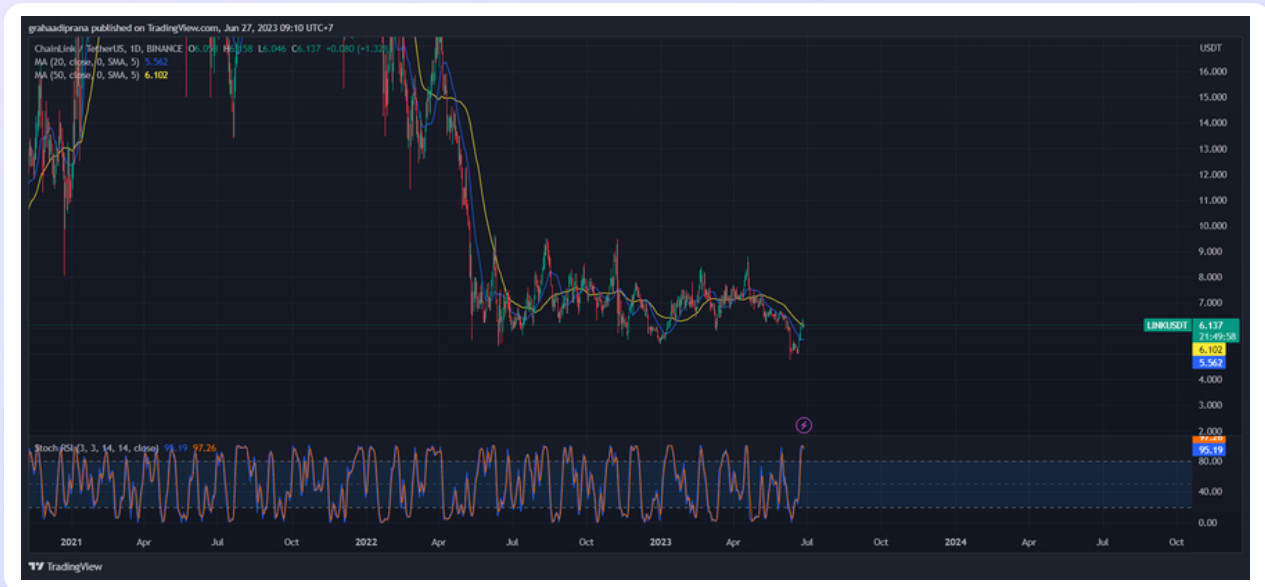 grahaadiprana published on TradingView.com, Jun 27, 2023 09:10 UTC+7
ChainLink / TetherUS, 1D, BINANCE L6.046 C6.137 +0.080
MA (20, close, 0, SMA, 5) 5.562
MA (50, close, 0, SMA, 5) 6.102
USDT
16.000
15.000
14.000
13.000
12.000
11.000
10.000
9.000
8.000
7.000
LINKUSDT 6.137
21:49:58
6.102
5.562
4.000
3.000
2.000
Stoch RSI (3, 3, 14, 14, close) 95.19 97.26
97.26
95.19
80.00
40.00
0.00
2021 Apr Jul Oct 2022 Apr Jul Oct 2023 Apr Jul Oct 2024 Apr Jul Oct
TradingView